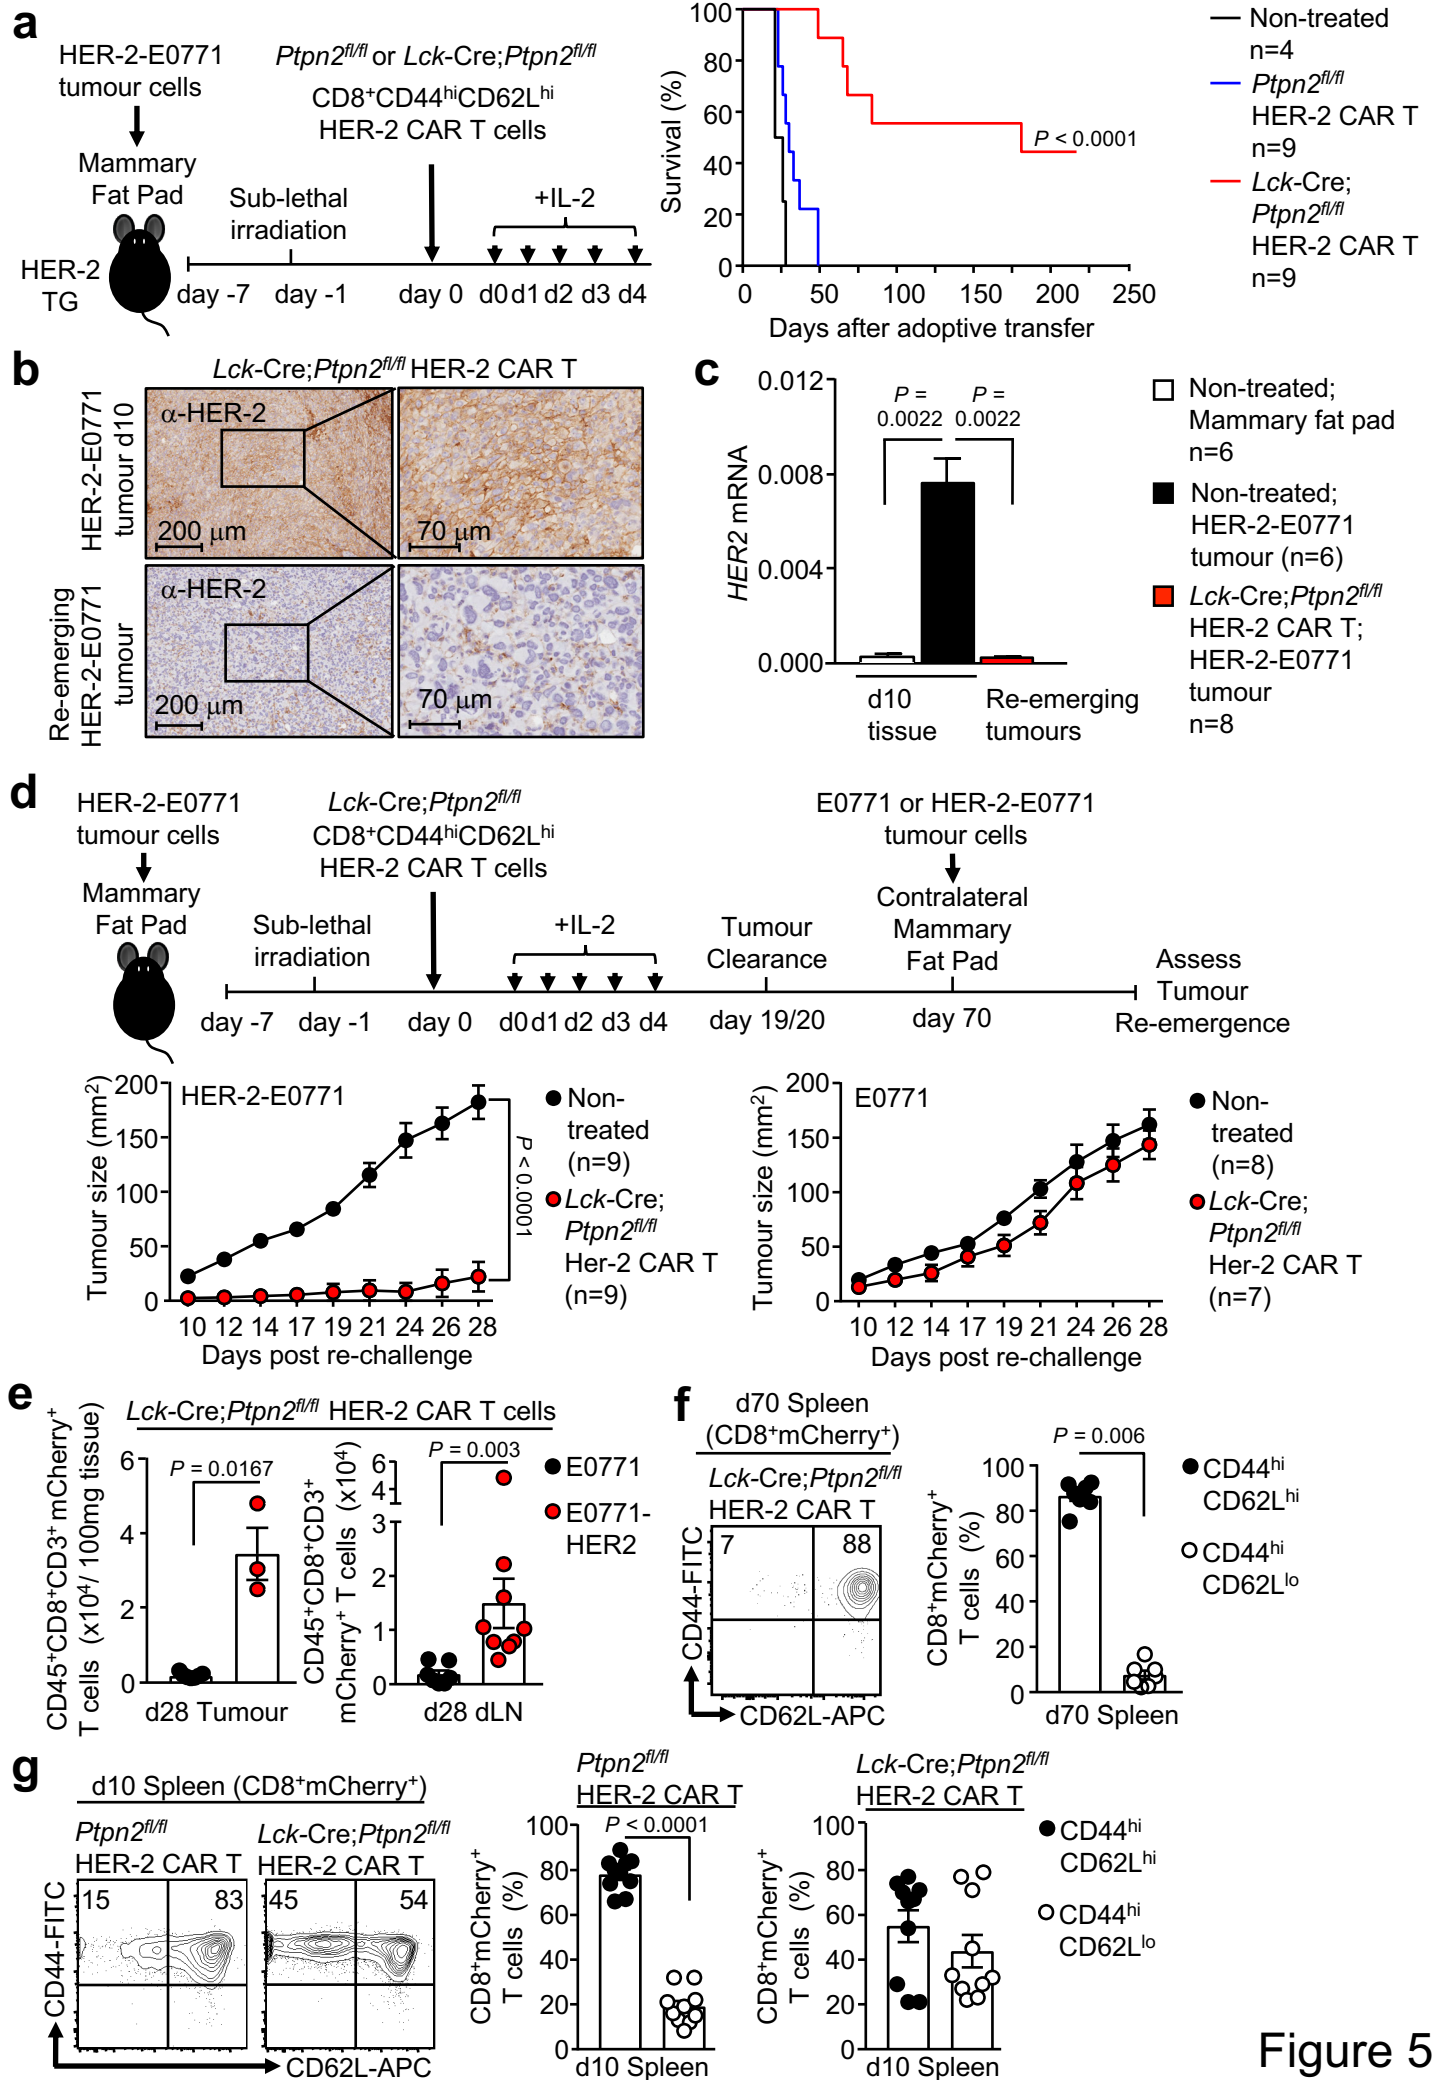 a
HER-2-E0771
tumour cells
Mammary
Fat Pad
HER-2
TG
Ptpn2fl/fl or Lck-Cre;Ptpn2fl/fl
CD8+CD44hiCD62Lhi
HER-2 CAR T cells
Sub-lethal
irradiation
+IL-2
day -7 day -1 day 0 d0 d1 d2 d3 d4
Survival (%)
100
80
60
40
20
0
0 50 100 150 200 250
Days after adoptive transfer
P < 0.0001
Non-treated
n=4
Ptpn2fl/fl
HER-2 CAR T
n=9
Lck-Cre;
Ptpn2fl/fl
HER-2 CAR T
n=9
b
Lck-Cre;Ptpn2fl/fl HER-2 CAR T
HER-2-E0771
tumour d10
α-HER-2
200 μm
70 μm
Re-emerging
HER-2-E0771
tumour
α-HER-2
200 μm
70 μm
c
HER2 mRNA
0.012
0.008
0.004
0.000
P =
0.0022
P =
0.0022
d10
tissue
Re-emerging
tumours
Non-treated;
Mammary fat pad
n=6
Non-treated;
HER-2-E0771
tumour (n=6)
Lck-Cre;Ptpn2fl/fl
HER-2 CAR T;
HER-2-E0771
tumour
n=8
d
HER-2-E0771
tumour cells
Mammary
Fat Pad
Lck-Cre;Ptpn2fl/fl
CD8+CD44hiCD62Lhi
HER-2 CAR T cells
Sub-lethal
irradiation
+IL-2
Tumour
Clearance
E0771 or HER-2-E0771
tumour cells
Contralateral
Mammary
Fat Pad
Assess
Tumour
Re-emergence
day -7 day -1 day 0 d0 d1 d2 d3 d4 day 19/20 day 70
Tumour size (mm2)
200
150
100
50
0
HER-2-E0771
P < 0.0001
10 12 14 17 19 21 24 26 28
Days post re-challenge
Non-
treated
(n=9)
Lck-Cre;
Ptpn2fl/fl
Her-2 CAR T
(n=9)
Tumour size (mm2)
200
150
100
50
0
E0771
10 12 14 17 19 21 24 26 28
Days post re-challenge
Non-
treated
(n=8)
Lck-Cre;
Ptpn2fl/fl
Her-2 CAR T
(n=7)
e
Lck-Cre;Ptpn2fl/fl HER-2 CAR T cells
CD45+CD8+CD3+ mCherry+
T cells (x104/ 100mg tissue)
6
4
2
0
P = 0.0167
d28 Tumour
CD45+CD8+CD3+
mCherry+ T cells (x104)
6
4
3
2
1
0
P = 0.003
d28 dLN
E0771
E0771-
HER2
f
d70 Spleen
(CD8+mCherry+)
Lck-Cre;Ptpn2fl/fl
HER-2 CAR T
7 88
CD44-FITC
CD62L-APC
CD8+mCherry+
T cells (%)
100
80
60
40
20
0
P = 0.006
d70 Spleen
CD44hi
CD62Lhi
CD44hi
CD62Llo
g
d10 Spleen (CD8+mCherry+)
Ptpn2fl/fl
HER-2 CAR T
Lck-Cre;Ptpn2fl/fl
HER-2 CAR T
15 83
45 54
CD44-FITC
CD62L-APC
Ptpn2fl/fl
HER-2 CAR T
CD8+mCherry+
T cells (%)
100
80
60
40
20
0
P < 0.0001
d10 Spleen
Lck-Cre;Ptpn2fl/fl
HER-2 CAR T
CD8+mCherry+
T cells (%)
100
80
60
40
20
0
d10 Spleen
CD44hi
CD62Lhi
CD44hi
CD62Llo
Figure 5